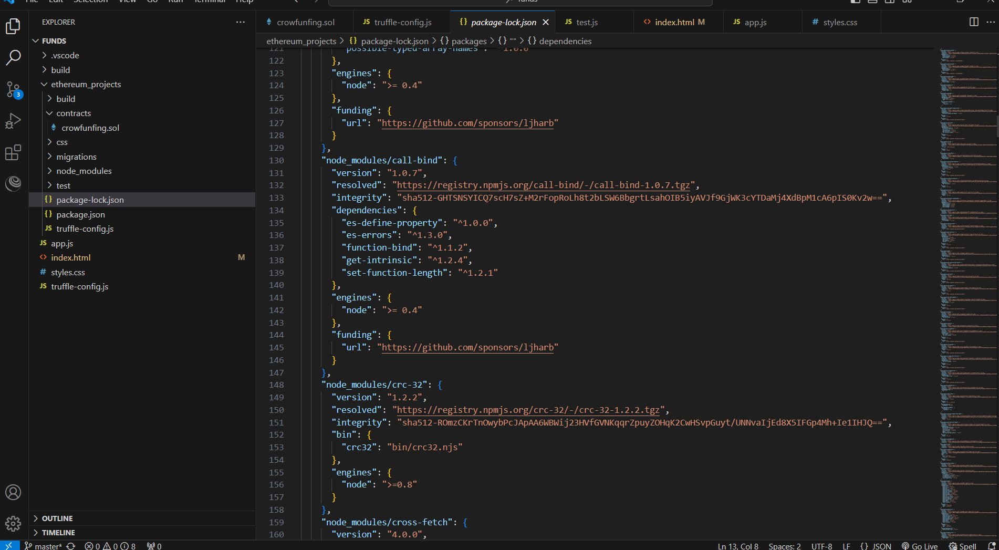 File Edit Selection View Go Run Terminal Help
funds
EXPLORER
FUNDS
.vscode
build
ethereum_projects
build
contracts
crowfunfing.sol
css
migrations
node_modules
test
{} package-lock.json
{} package.json
JS truffle-config.js
JS app.js
<> index.html M
# styles.css
JS truffle-config.js
OUTLINE
TIMELINE
3
crowfunfing.sol
JS truffle-config.js
{} package-lock.json
JS test.js
<> index.html M
JS app.js
# styles.css
ethereum_projects > {} package-lock.json > {} packages > {} "" > {} dependencies
121 "possible-typed-array-names": "^1.0.0"
122 },
123 "engines": {
124 "node": ">= 0.4"
125 },
126 "funding": {
127 "url": "https://github.com/sponsors/ljharb"
128 }
129 },
130 "node_modules/call-bind": {
131 "version": "1.0.7",
132 "resolved": "https://registry.npmjs.org/call-bind/-/call-bind-1.0.7.tgz",
133 "integrity": "sha512-GHTSNSYICQ7scH7sZ+M2rFopRoLh8t2bLSW6BbgrtLsahOIB5iyAVJf9GjWK3cYTDaMj4XdBpM1cA6pIS0Kv2w==",
134 "dependencies": {
135 "es-define-property": "^1.0.0",
136 "es-errors": "^1.3.0",
137 "function-bind": "^1.1.2",
138 "get-intrinsic": "^1.2.4",
139 "set-function-length": "^1.2.1"
140 },
141 "engines": {
142 "node": ">= 0.4"
143 },
144 "funding": {
145 "url": "https://github.com/sponsors/ljharb"
146 }
147 },
148 "node_modules/crc-32": {
149 "version": "1.2.2",
150 "resolved": "https://registry.npmjs.org/crc-32/-/crc-32-1.2.2.tgz",
151 "integrity": "sha512-ROmzCKrTnOwybPcJApAA6WBWij23HVfGVNKqqrZpuyZOHqK2CwHSvpGuyt/UNNvaIjEd8X5IFGp4Mh+Ie1IHJQ==",
152 "bin": {
153 "crc32": "bin/crc32.njs"
154 },
155 "engines": {
156 "node": ">=0.8"
157 }
158 },
159 "node_modules/cross-fetch": {
160 "version": "4.0.0",
master* 0 0 8 0
Ln 13, Col 8 Spaces: 2 UTF-8 LF {} JSON Go Live Spell